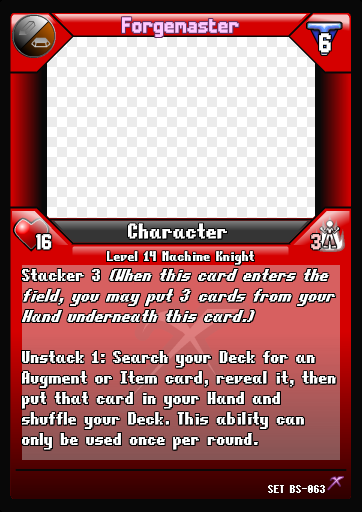 Forgemaster
6
Character
16
3
Level 14 Machine Knight
Stacker 3 (When this card enters the
field, you may put 3 cards from your
Hand underneath this card.)
Unstack 1: Search your Deck for an
Augment or Item card, reveal it, then
put that card in your Hand and
shuffle your Deck. This ability can
only be used once per round.
SET BS-063